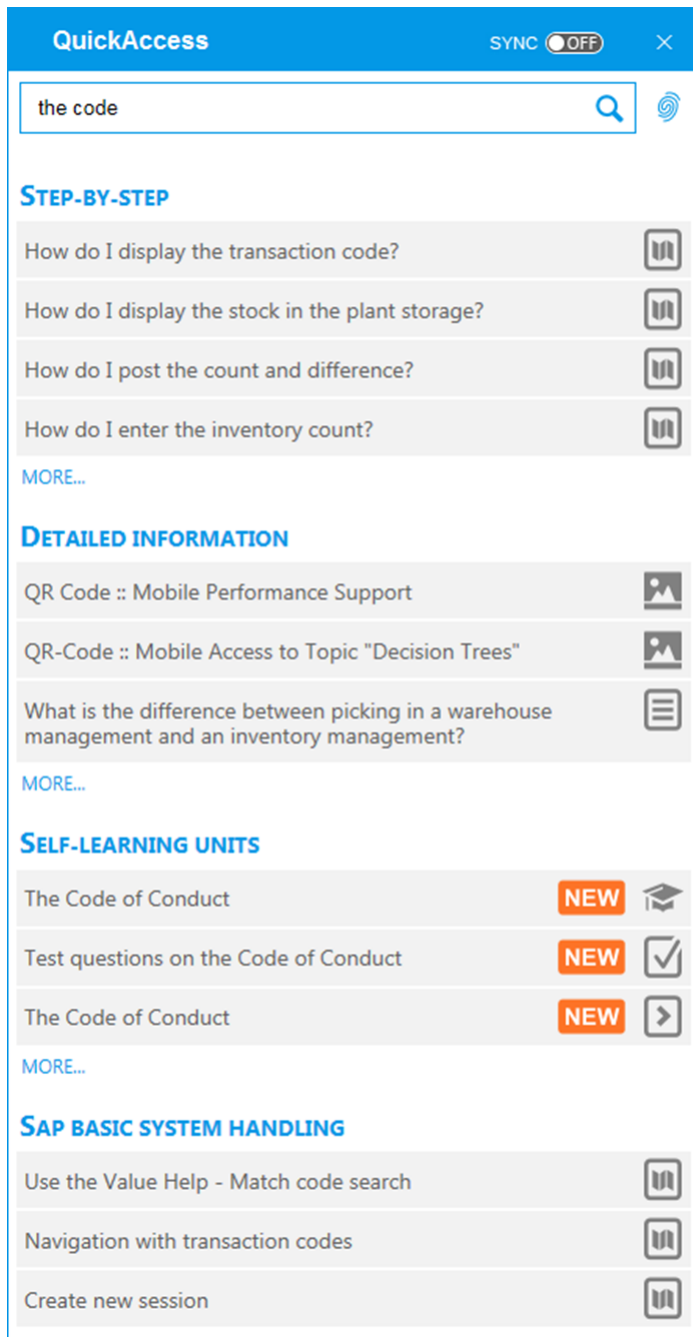 QuickAccess
SYNC OFF
the code
STEP-BY-STEP
How do I display the transaction code?
How do I display the stock in the plant storage?
How do I post the count and difference?
How do I enter the inventory count?
MORE...
DETAILED INFORMATION
QR Code :: Mobile Performance Support
QR-Code :: Mobile Access to Topic "Decision Trees"
What is the difference between picking in a warehouse
management and an inventory management?
MORE...
SELF-LEARNING UNITS
The Code of Conduct NEW
Test questions on the Code of Conduct NEW
The Code of Conduct NEW
MORE...
SAP BASIC SYSTEM HANDLING
Use the Value Help - Match code search
Navigation with transaction codes
Create new session